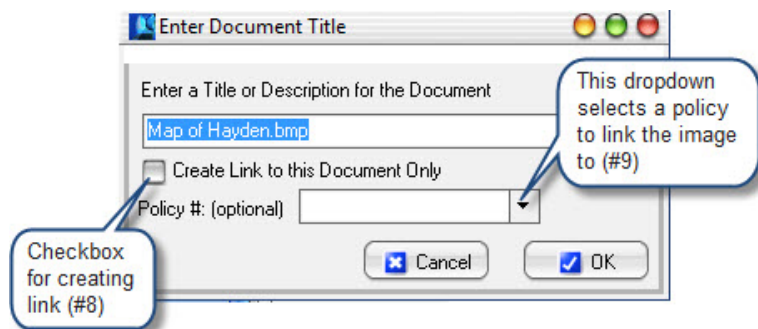 Enter Document Title
Enter a Title or Description for the Document
Map of Hayden.bmp
Create Link to this Document Only
Policy #: (optional)
Cancel
OK
This dropdown
selects a policy
to link the image
to (#9)
Checkbox
for creating
link (#8)